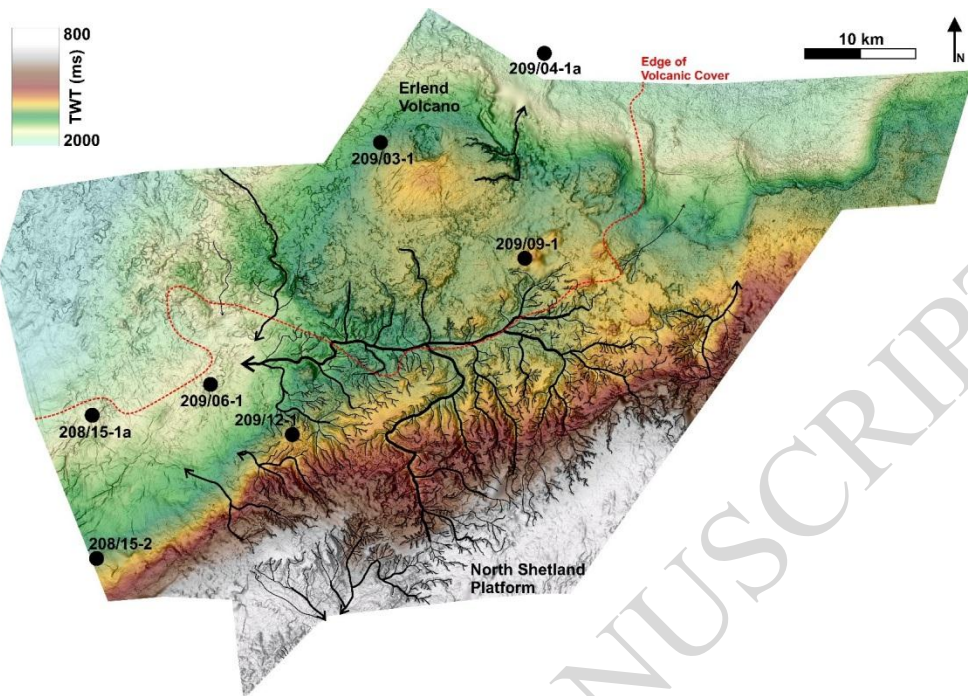 800
TWT (ms)
2000
209/04-1a
Edge of
Volcanic Cover
10 km
N
Erlend
Volcano
209/03-1
209/09-1
209/06-1
208/15-1a
209/12-1
208/15-2
North Shetland
Platform
NUSCRIPT